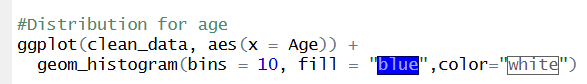 #Distribution for age
ggplot(clean_data, aes(x = Age)) +
  geom_histogram(bins = 10, fill = "blue",color="white")